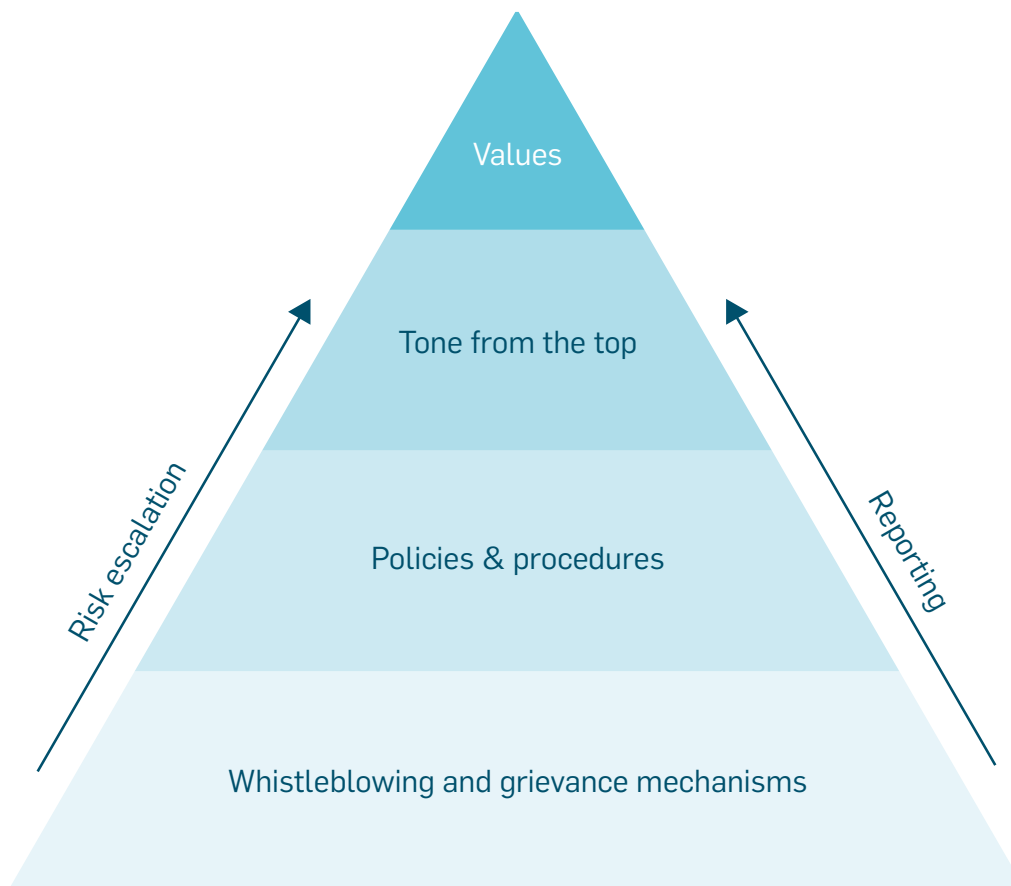 Values
Tone from the top
Risk escalation
Reporting
Policies & procedures
Whistleblowing and grievance mechanisms